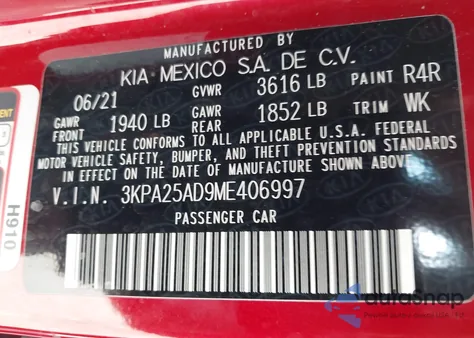 MANUFACTURED BY
KIA MEXICO S.A. DE C.V.
06/21 GVWR 3616 LB PAINT R4R
GAWR FRONT 1940 LB GAWR REAR 1852 LB TRIM WK
THIS VEHICLE CONFORMS TO ALL APPLICABLE U.S.A. FEDERAL
MOTOR VEHICLE SAFETY, BUMPER, AND THEFT PREVENTION STANDARDS
IN EFFECT ON THE DATE OF MANUFACTURE SHOWN ABOVE.
V.I.N. 3KPA25AD9ME406997
PASSENGER CAR
H910
autoSnap